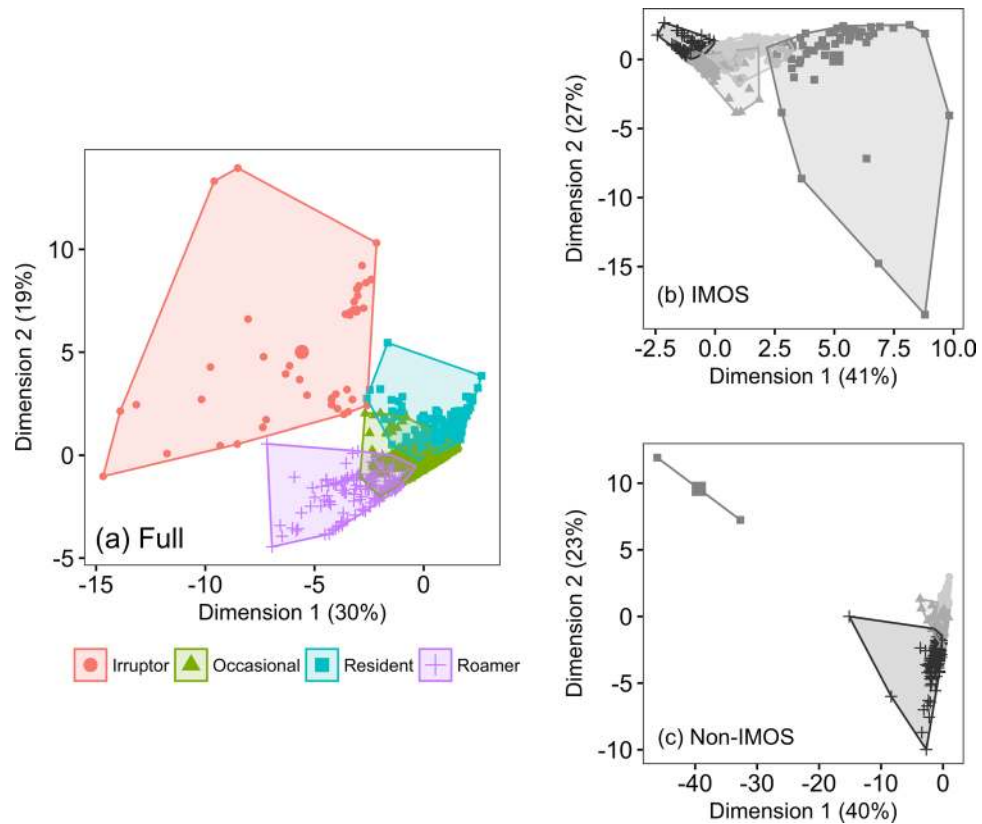 Dimension 2 (19%)
10
5
0
-5
(a) Full
-15
-10
-5
0
Dimension 1 (30%)
Irruptor
Occasional
Resident
Roamer
Dimension 2 (27%)
0
-5
-10
-15
(b) IMOS
-2.5
0.0
2.5
5.0
7.5
10.0
Dimension 1 (41%)
Dimension 2 (23%)
10
5
0
-5
-10
(c) Non-IMOS
-40
-30
-20
-10
0
Dimension 1 (40%)